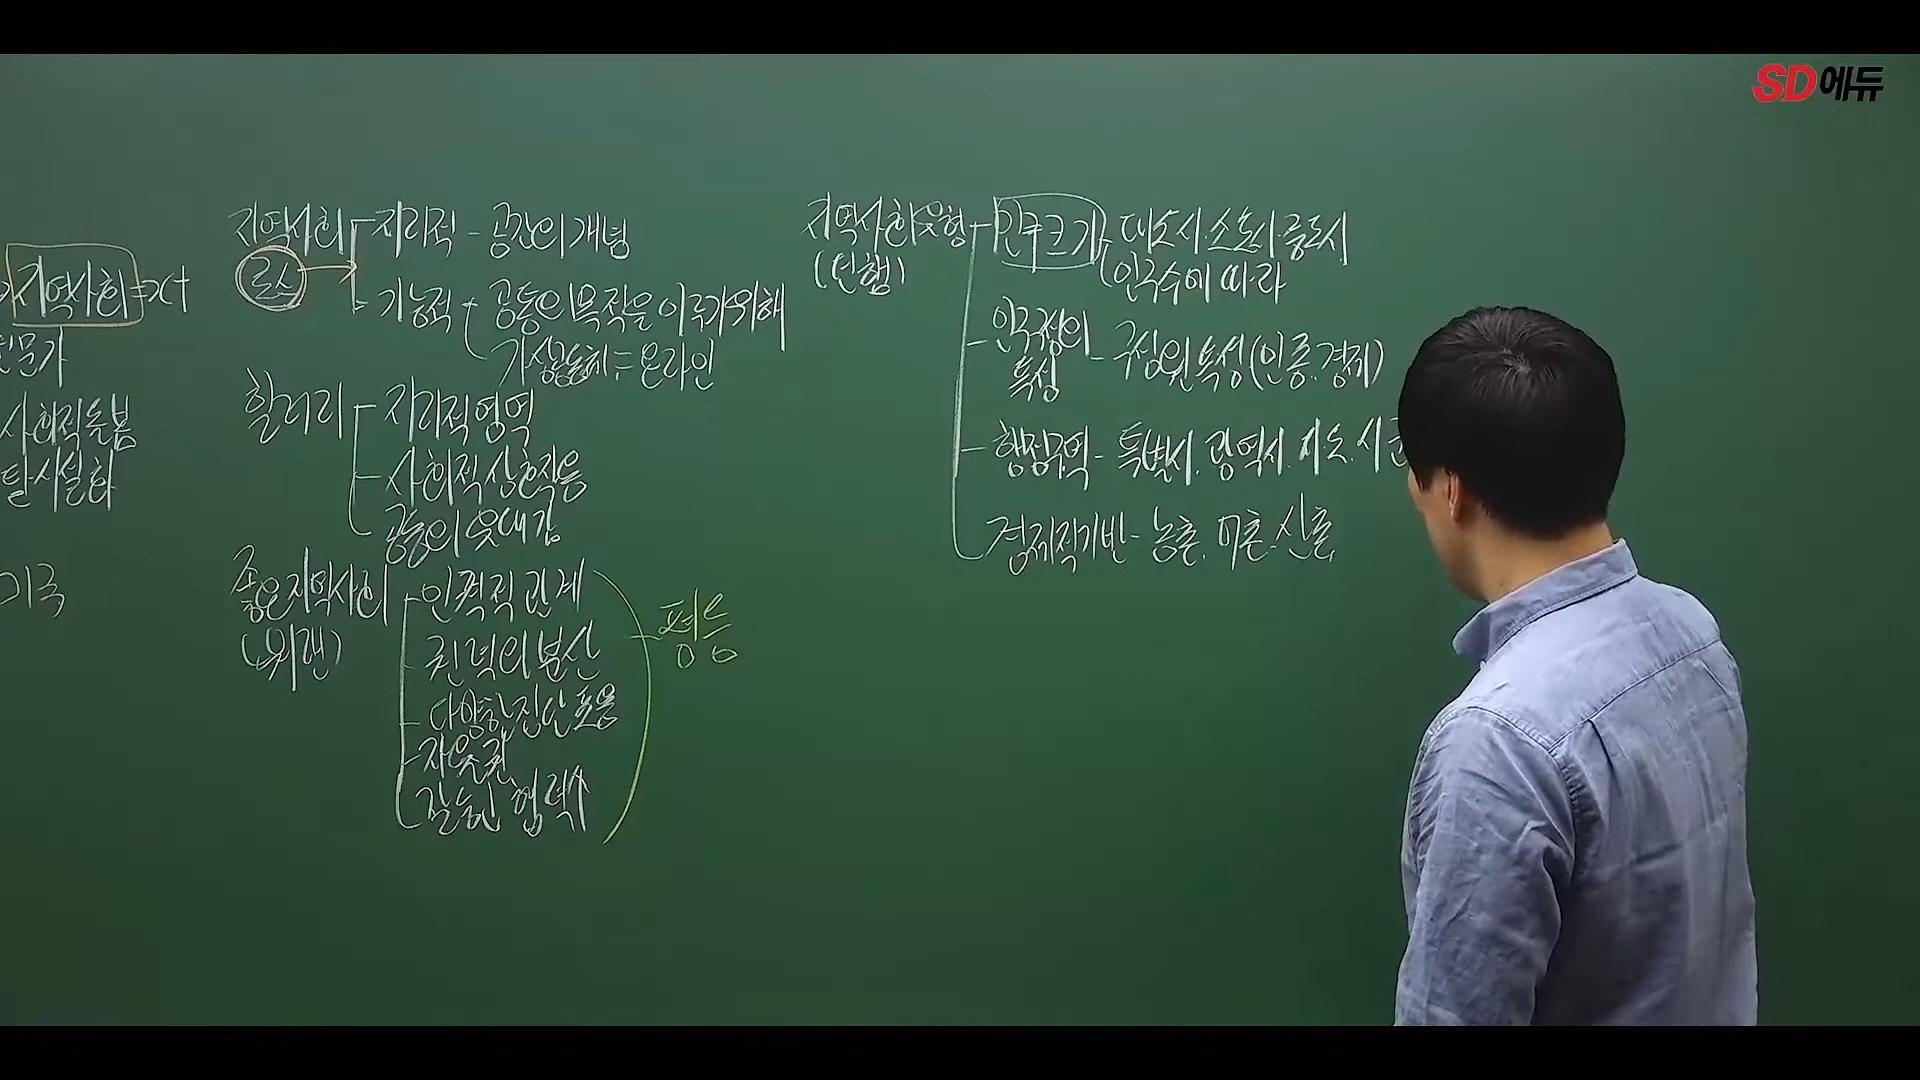 SD에듀
지역사회=x+
전문가
사회적돌봄
탈시설화
미국
지역사회 지리적 - 공간의 개념
로스
기능적 공동의 목적을 이루기위해
가상공동체 = 온라인
힐러리 지리적 영역
사회적 상호작용
공동의 유대감
좋은지역사회 인격적 관계
(워렌) 권력의 분산
다양한 집단 포용
자율권
갈등 협력
평등
지역사회유형 인구크기 - 대도시.소도시.중도시
(던햄) (인구수에 따라
인구구성의 특성 - 구성원 특성(인종.경제)
행정구역 - 특별시.광역시.시.도.시.군
경제적기반 - 농촌.어촌.산촌